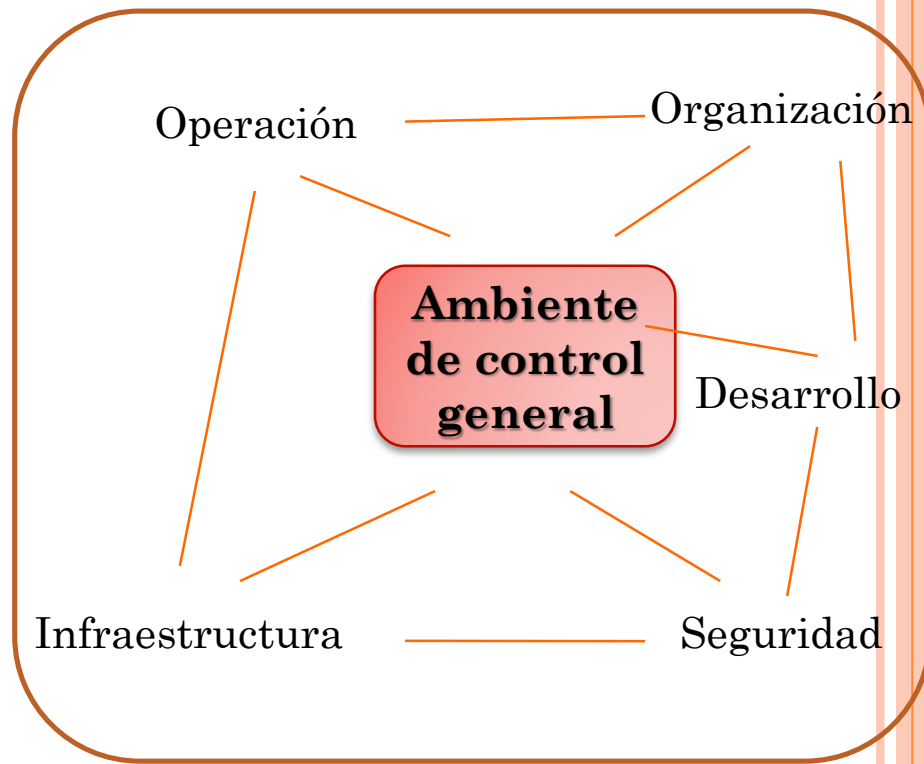 Operación
Organización
Ambiente
de control
general
Desarrollo
Infraestructura
Seguridad